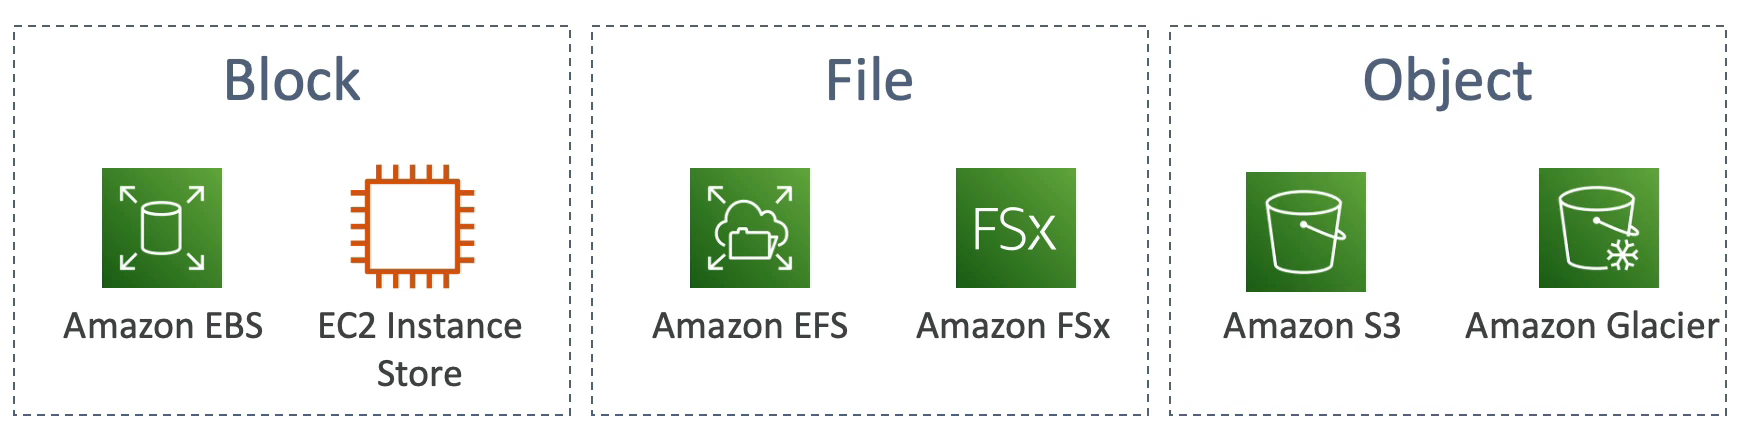 Block
Amazon EBS
EC2 Instance
Store
File
Amazon EFS
FSx
Amazon FSx
Object
Amazon S3
Amazon Glacier